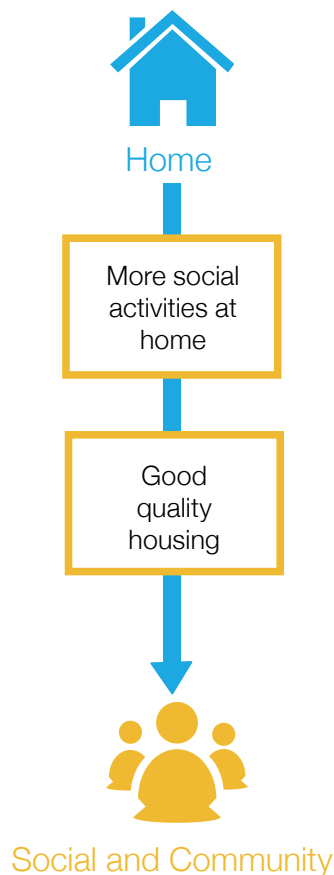 Home
More social
activities at
home
Good
quality
housing
Social and Community